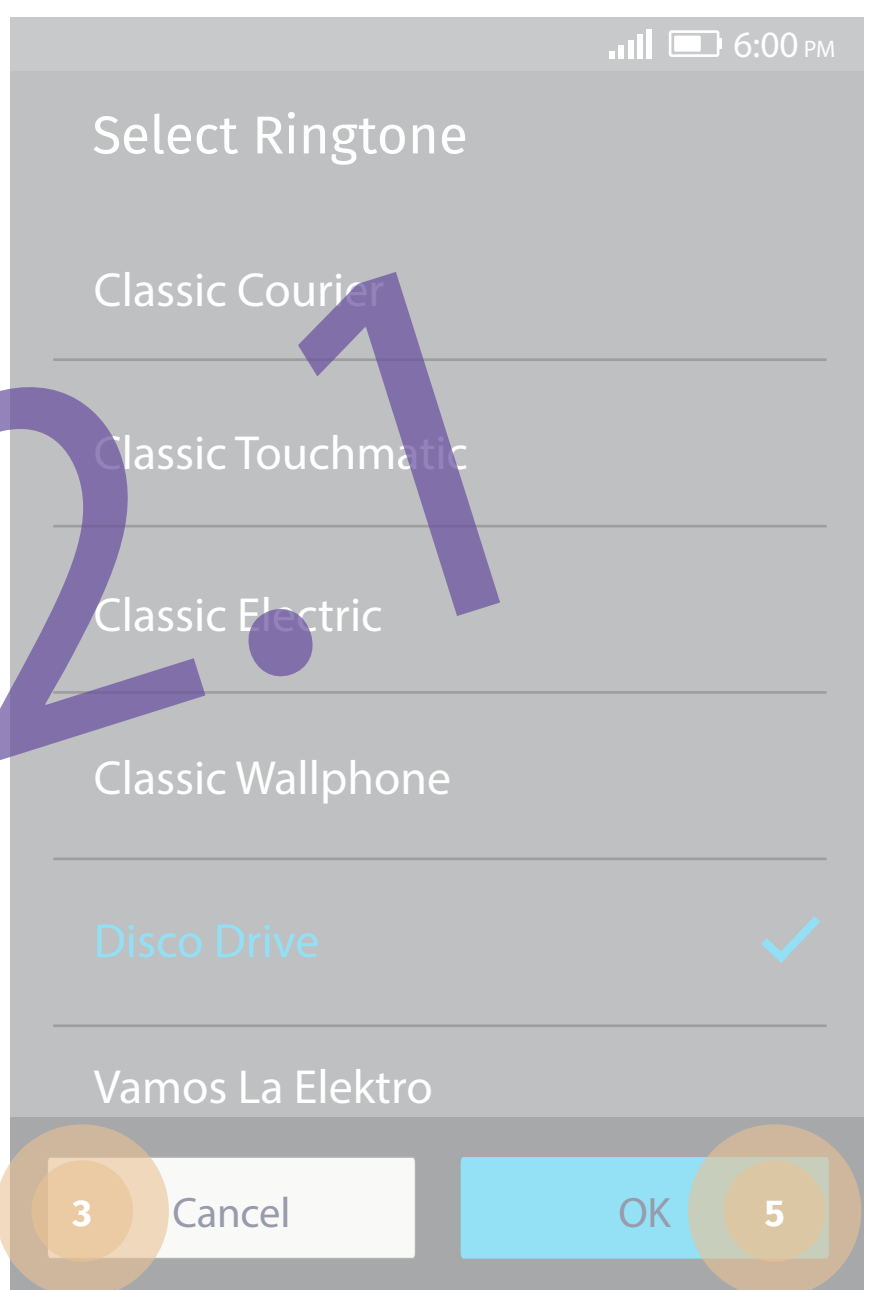 6:00 PM
Select Ringtone
Classic Courier
Classic Touchmatic
Classic Electric
Classic Wallphone
Disco Drive
Vamos La Elektro
3 Cancel OK 5
2.1